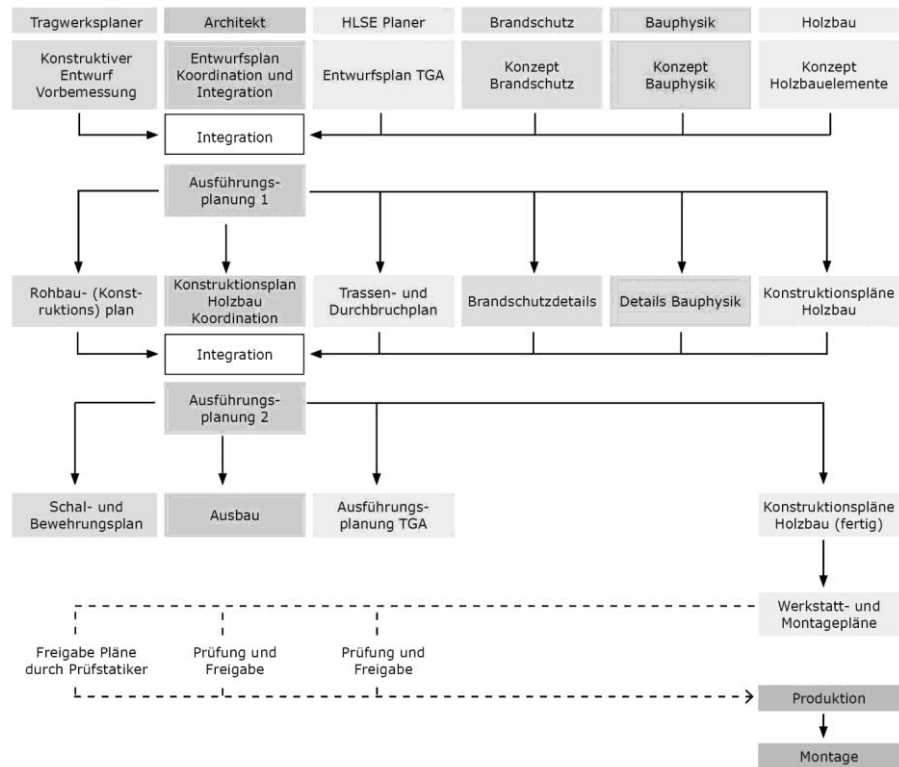 Tragwerksplaner
Architekt
HLSE Planer
Brandschutz
Bauphysik
Holzbau
Konstruktiver
Entwurf
Vorbemessung
Entwurfsplan
Koordination und
Integration
Entwurfsplan TGA
Konzept
Brandschutz
Konzept
Bauphysik
Konzept
Holzbauelemente
Integration
Ausführungs-
planung 1
Rohbau- (Konst-
ruktions) plan
Konstruktionsplan
Holzbau
Koordination
Trassen- und
Durchbruchplan
Brandschutzdetails
Details Bauphysik
Konstruktionspläne
Holzbau
Integration
Ausführungs-
planung 2
Schal- und
Bewehrungsplan
Ausbau
Ausführungs-
planung TGA
Konstruktionspläne
Holzbau (fertig)
Werkstatt- und
Montagepläne
Freigabe Pläne
durch Prüfstatiker
Prüfung und
Freigabe
Prüfung und
Freigabe
Produktion
Montage